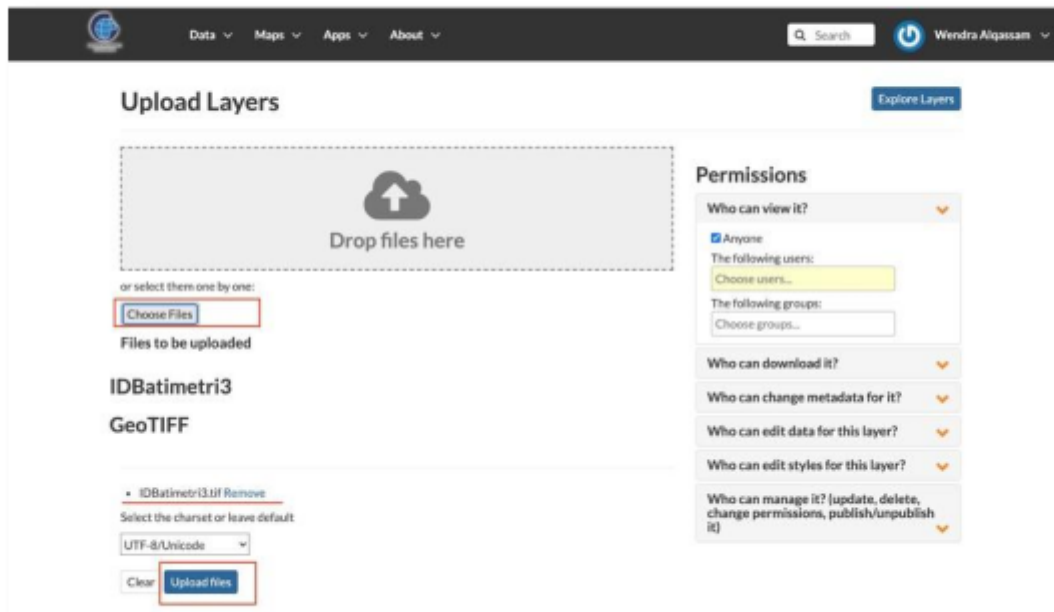 Data Maps Apps About Search Wendra Alqassam
Upload Layers
Explore Layers
Drop files here
or select them one by one:
Choose Files
Files to be uploaded
IDBatimetri3
GeoTIFF
• IDBatimetri3.tif Remove
Select the charset or leave default
UTF-8/Unicode
Clear Upload files
Permissions
Who can view it?
Anyone
The following users:
Choose users...
The following groups:
Choose groups...
Who can download it?
Who can change metadata for it?
Who can edit data for this layer?
Who can edit styles for this layer?
Who can manage it? (update, delete,
change permissions, publish/unpublish
it)